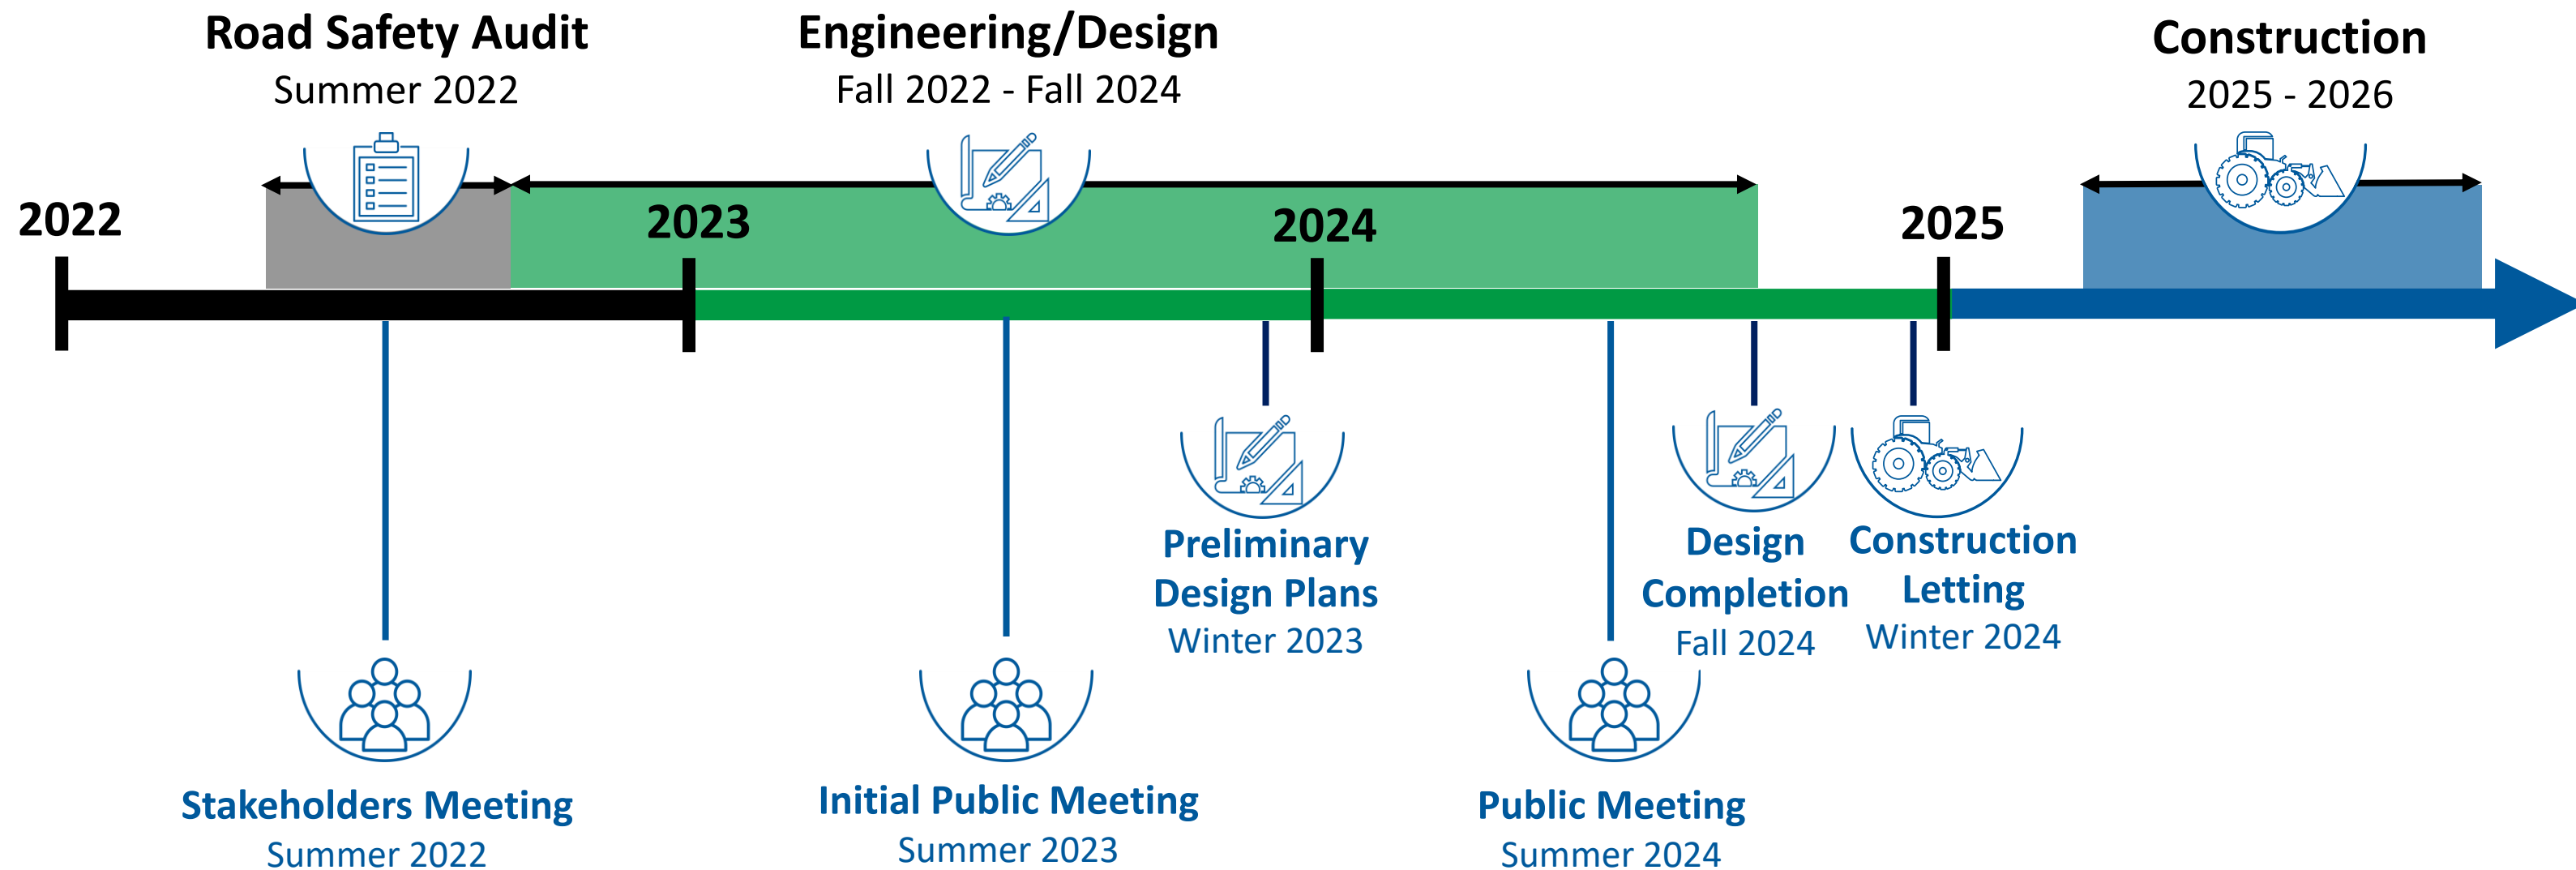 Road Safety Audit
Summer 2022
Engineering/Design
Fall 2022 - Fall 2024
Construction
2025 - 2026
2022
2023
2024
2025
Preliminary
Design Plans
Winter 2023
Design
Completion
Fall 2024
Construction
Letting
Winter 2024
Stakeholders Meeting
Summer 2022
Initial Public Meeting
Summer 2023
Public Meeting
Summer 2024